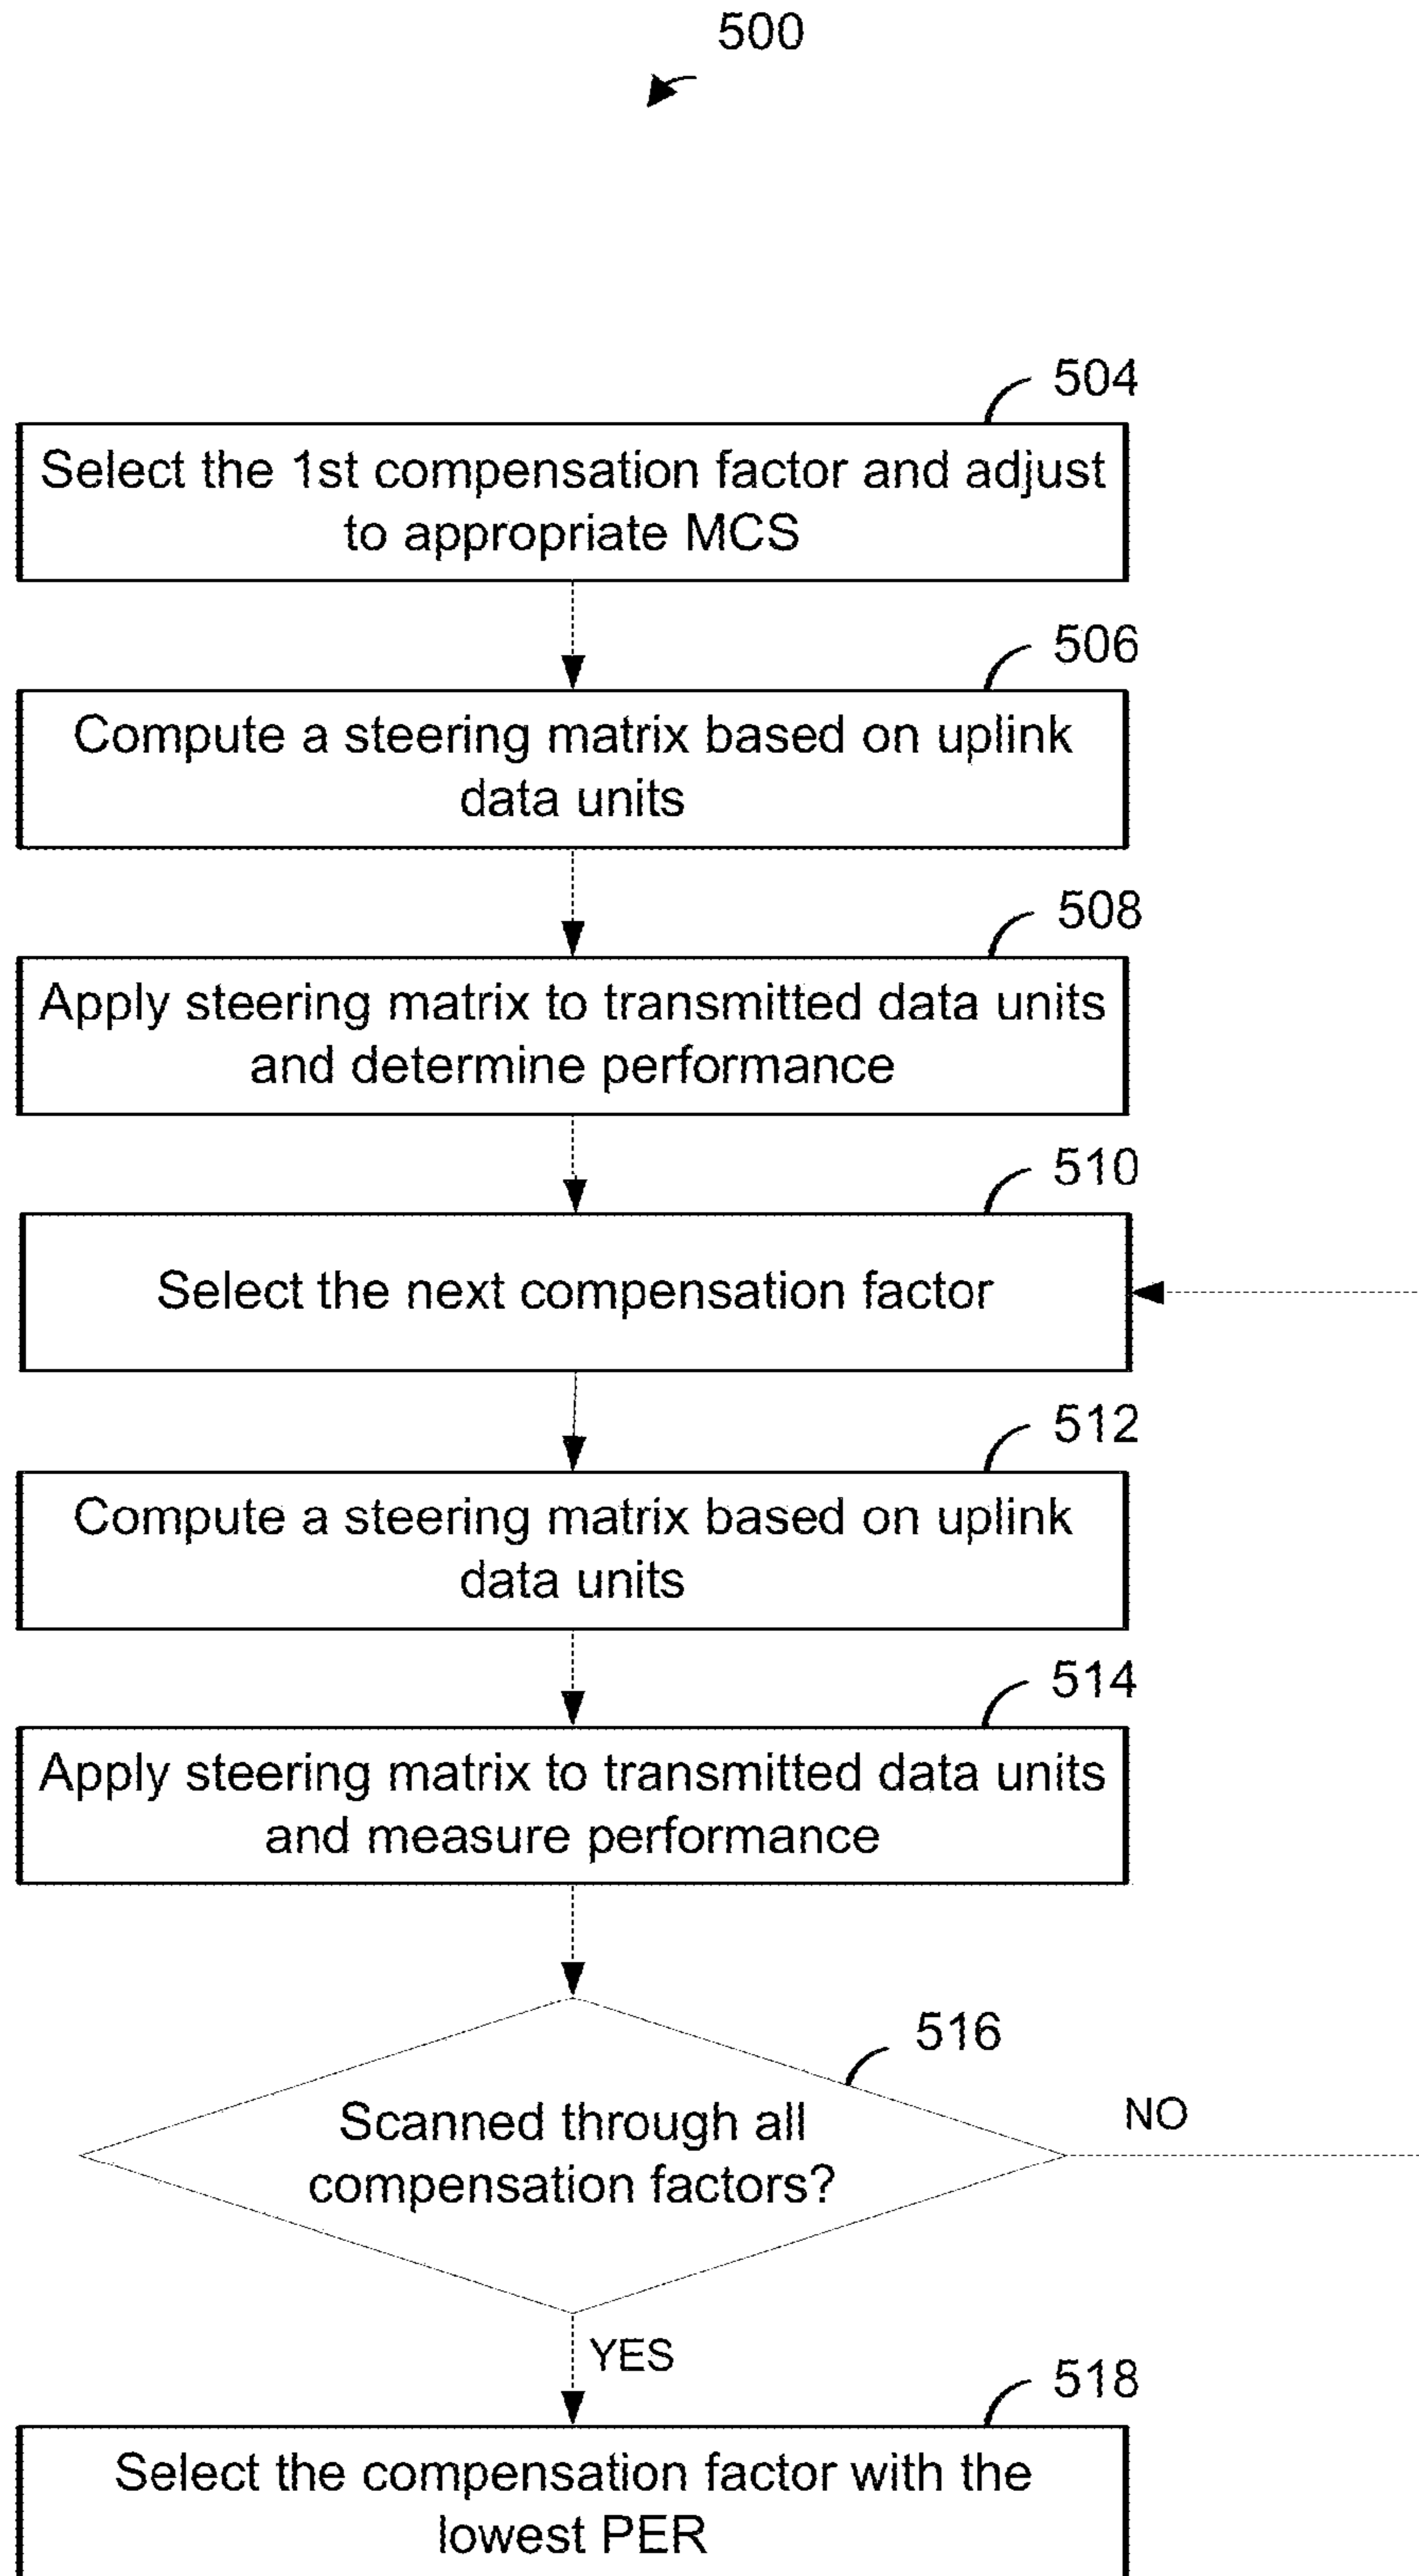 500
504
Select the 1st compensation factor and adjust
to appropriate MCS
506
Compute a steering matrix based on uplink
data units
508
Apply steering matrix to transmitted data units
and determine performance
510
Select the next compensation factor
512
Compute a steering matrix based on uplink
data units
514
Apply steering matrix to transmitted data units
and measure performance
516
Scanned through all
compensation factors?
NO
YES
518
Select the compensation factor with the
lowest PER